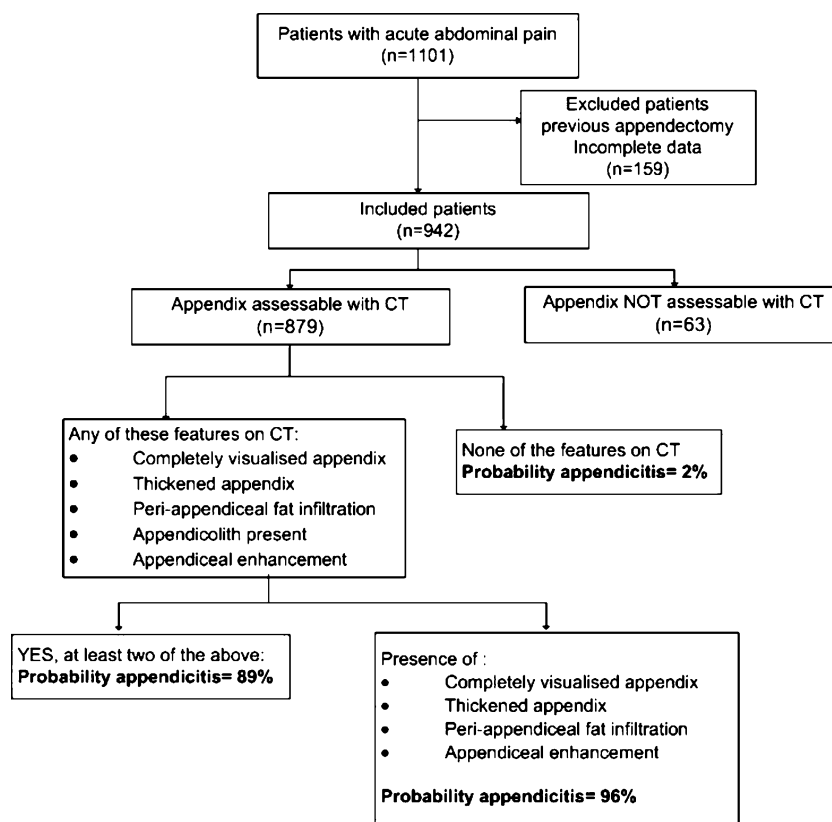 Patients with acute abdominal pain
(n=1101)
Excluded patients
previous appendectomy
Incomplete data
(n=159)
Included patients
(n=942)
Appendix assessable with CT
(n=879)
Appendix NOT assessable with CT
(n=63)
Any of these features on CT:
● Completely visualised appendix
● Thickened appendix
● Peri-appendiceal fat infiltration
● Appendicolith present
● Appendiceal enhancement
None of the features on CT
Probability appendicitis= 2%
YES, at least two of the above:
Probability appendicitis= 89%
Presence of :
● Completely visualised appendix
● Thickened appendix
● Peri-appendiceal fat infiltration
● Appendiceal enhancement
Probability appendicitis= 96%